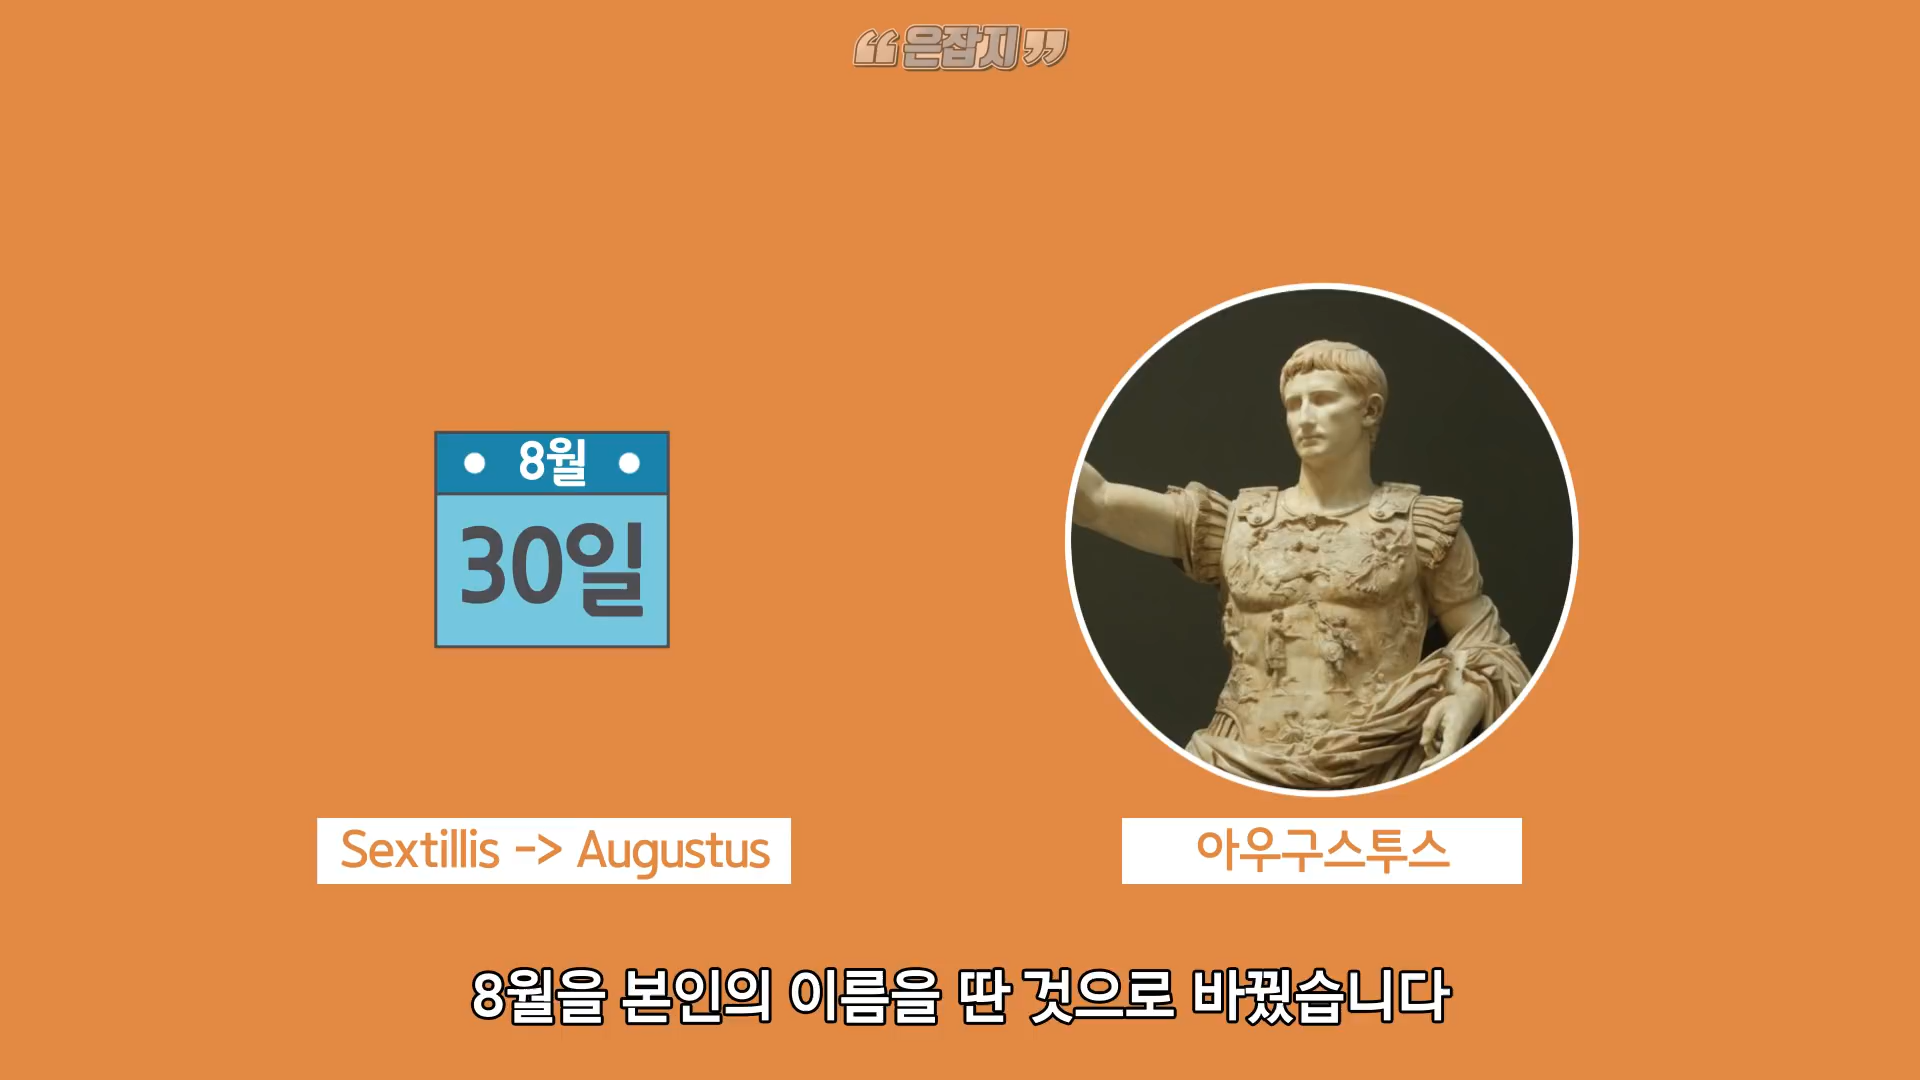 “은잡지”
8월
30일
Sextillis -> Augustus
아우구스투스
8월을 본인의 이름을 딴 것으로 바꿨습니다